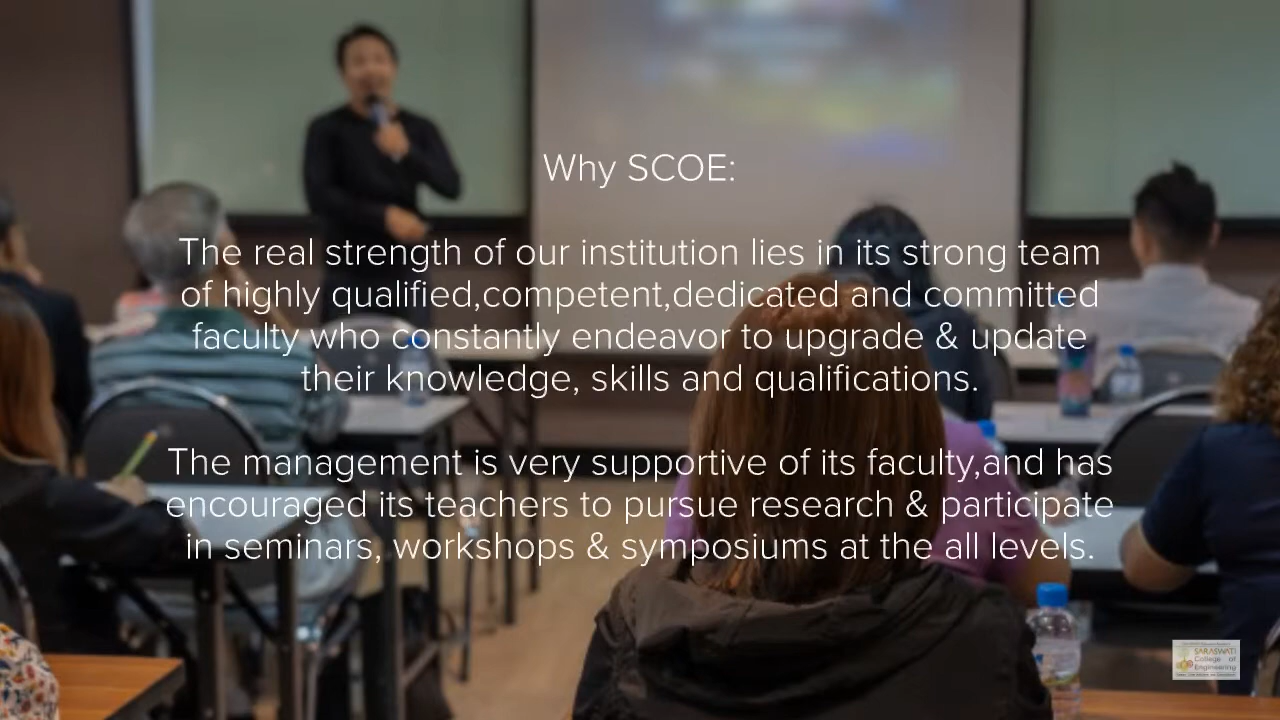 Why SCOE:
The real strength of our institution lies in its strong team
of highly qualified,competent,dedicated and committed
faculty who constantly endeavor to upgrade & update
their knowledge, skills and qualifications.
The management is very supportive of its faculty,and has
encouraged its teachers to pursue research & participate
in seminars, workshops & symposiums at the all levels.
SARASWATI
College of
Engineering